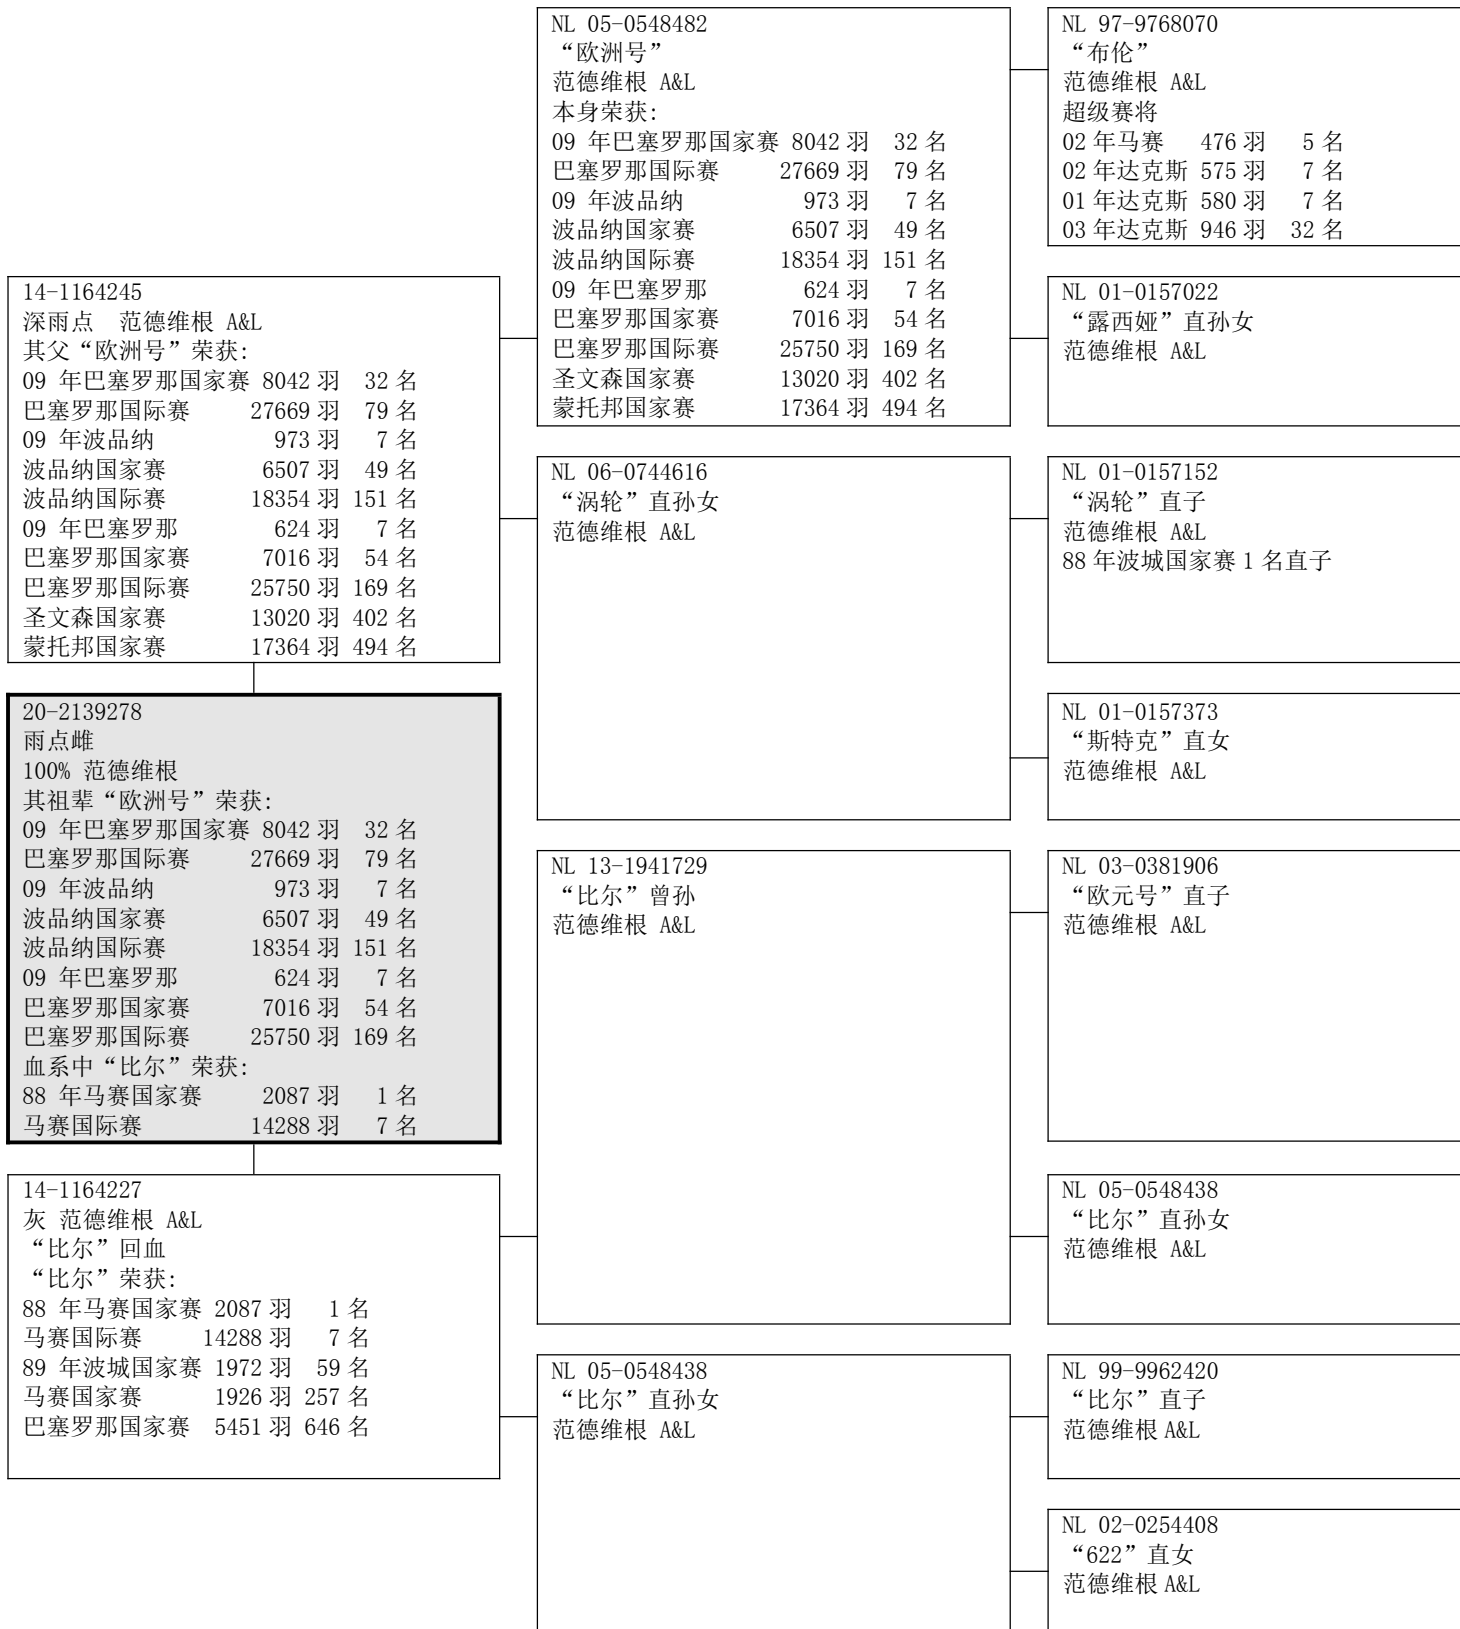 NL 05-0548482
“欧洲号”
范德维根 A&L
本身荣获:
09 年巴塞罗那国家赛 8042 羽 32 名
巴塞罗那国际赛 27669 羽 79 名
09 年波品纳 973 羽 7 名
波品纳国家赛 6507 羽 49 名
波品纳国际赛 18354 羽 151 名
09 年巴塞罗那 624 羽 7 名
巴塞罗那国家赛 7016 羽 54 名
巴塞罗那国际赛 25750 羽 169 名
圣文森国家赛 13020 羽 402 名
蒙托邦国家赛 17364 羽 494 名
NL 97-9768070
“布伦”
范德维根 A&L
超级赛将
02 年马赛 476 羽 5 名
02 年达克斯 575 羽 7 名
01 年达克斯 580 羽 7 名
03 年达克斯 946 羽 32 名
NL 01-0157022
“露西娅”直孙女
范德维根 A&L
14-1164245
深雨点 范德维根 A&L
其父“欧洲号”荣获:
09 年巴塞罗那国家赛 8042 羽 32 名
巴塞罗那国际赛 27669 羽 79 名
09 年波品纳 973 羽 7 名
波品纳国家赛 6507 羽 49 名
波品纳国际赛 18354 羽 151 名
09 年巴塞罗那 624 羽 7 名
巴塞罗那国家赛 7016 羽 54 名
巴塞罗那国际赛 25750 羽 169 名
圣文森国家赛 13020 羽 402 名
蒙托邦国家赛 17364 羽 494 名
NL 06-0744616
“涡轮”直孙女
范德维根 A&L
NL 01-0157152
“涡轮”直子
范德维根 A&L
88 年波城国家赛 1 名直子
NL 01-0157373
“斯特克”直女
范德维根 A&L
20-2139278
雨点雌
100% 范德维根
其祖辈“欧洲号”荣获:
09 年巴塞罗那国家赛 8042 羽 32 名
巴塞罗那国际赛 27669 羽 79 名
09 年波品纳 973 羽 7 名
波品纳国家赛 6507 羽 49 名
波品纳国际赛 18354 羽 151 名
09 年巴塞罗那 624 羽 7 名
巴塞罗那国家赛 7016 羽 54 名
巴塞罗那国际赛 25750 羽 169 名
血系中“比尔”荣获:
88 年马赛国家赛 2087 羽 1 名
马赛国际赛 14288 羽 7 名
NL 13-1941729
“比尔”曾孙
范德维根 A&L
NL 03-0381906
“欧元号”直子
范德维根 A&L
NL 05-0548438
“比尔”直孙女
范德维根 A&L
14-1164227
灰 范德维根 A&L
“比尔”回血
“比尔”荣获:
88 年马赛国家赛 2087 羽 1 名
马赛国际赛 14288 羽 7 名
89 年波城国家赛 1972 羽 59 名
马赛国家赛 1926 羽 257 名
巴塞罗那国家赛 5451 羽 646 名
NL 05-0548438
“比尔”直孙女
范德维根 A&L
NL 99-9962420
“比尔”直子
范德维根 A&L
NL 02-0254408
“622”直女
范德维根 A&L